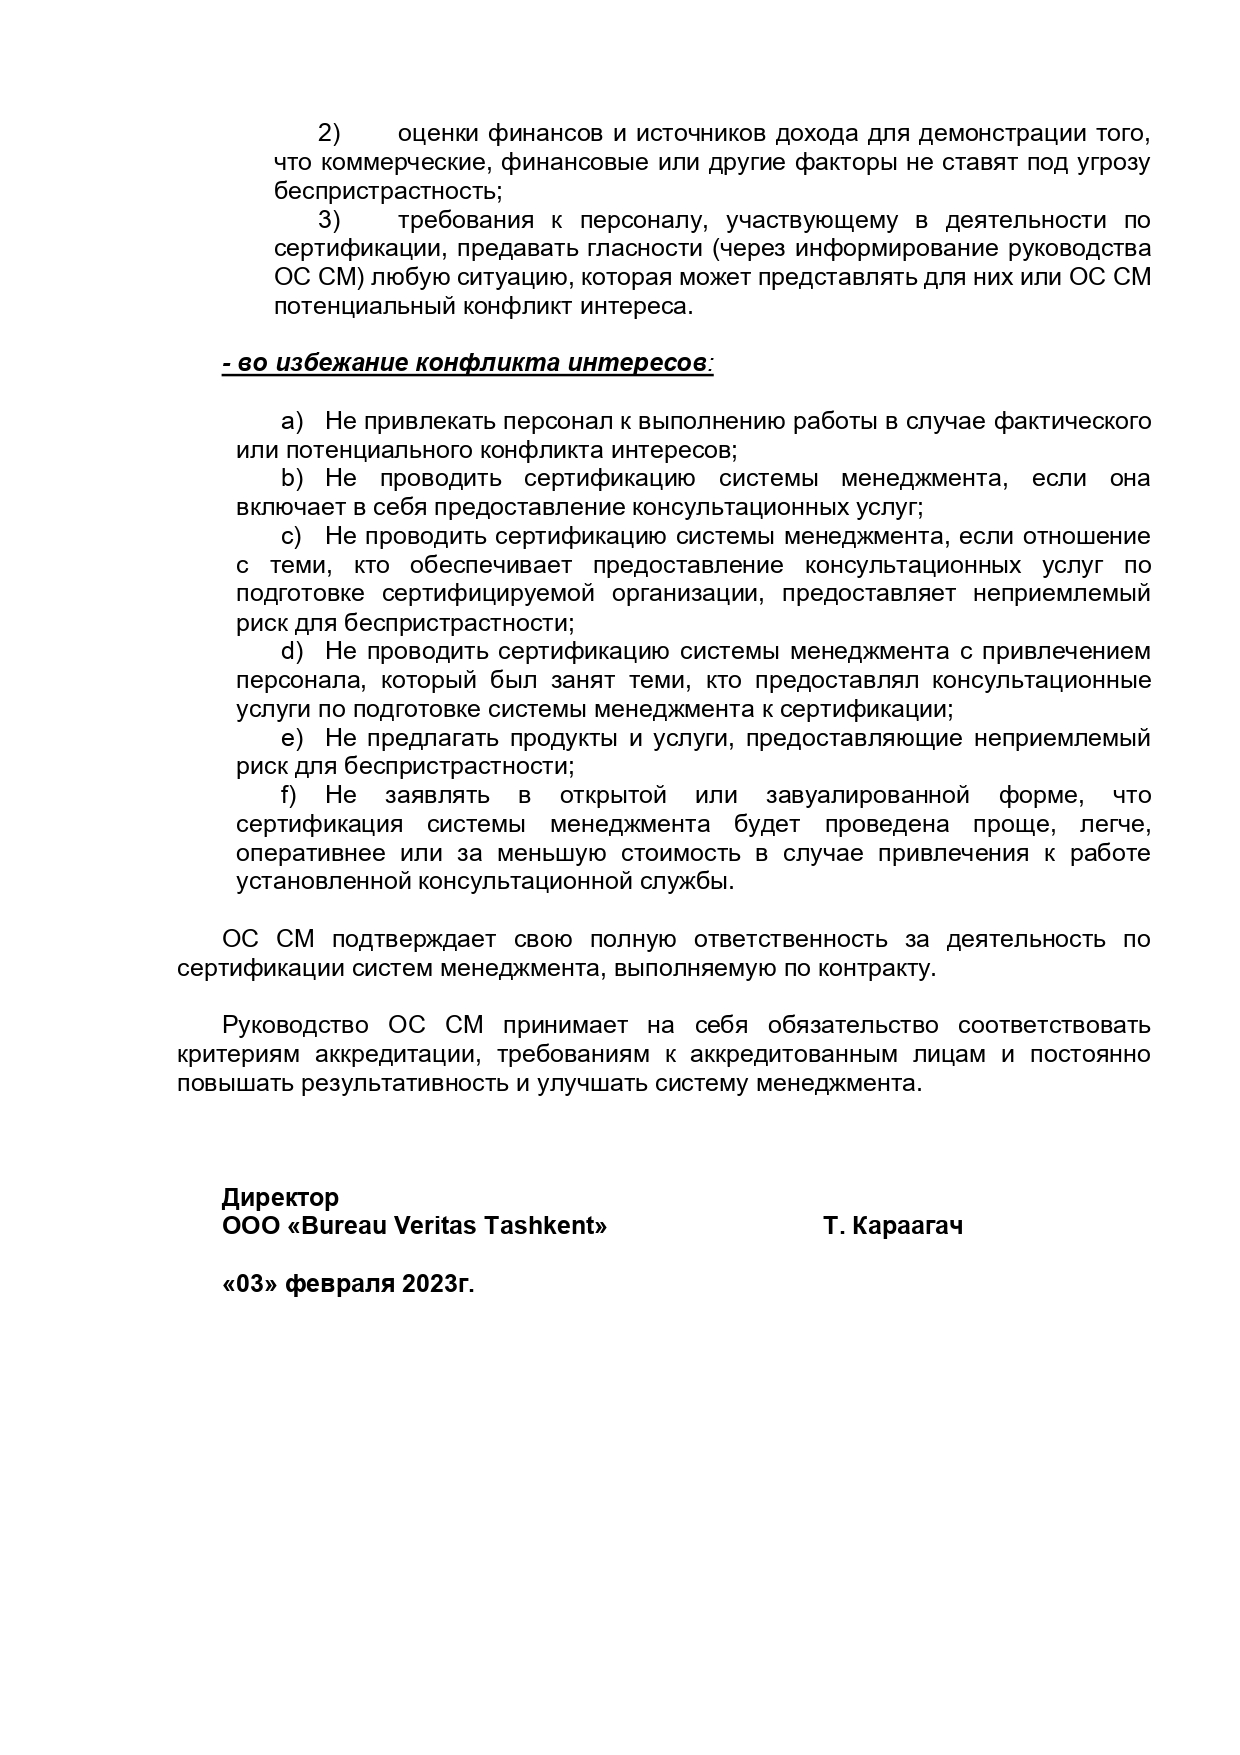 2) оценки финансов и источников дохода для демонстрации того,
что коммерческие, финансовые или другие факторы не ставят под угрозу
беспристрастность;
3) требования к персоналу, участвующему в деятельности по
сертификации, предавать гласности (через информирование руководства
ОС СМ) любую ситуацию, которая может представлять для них или ОС СМ
потенциальный конфликт интереса.
- во избежание конфликта интересов:
a) Не привлекать персонал к выполнению работы в случае фактического
или потенциального конфликта интересов;
b) Не проводить сертификацию системы менеджмента, если она
включает в себя предоставление консультационных услуг;
c) Не проводить сертификацию системы менеджмента, если отношение
с теми, кто обеспечивает предоставление консультационных услуг по
подготовке сертифицируемой организации, предоставляет неприемлемый
риск для беспристрастности;
d) Не проводить сертификацию системы менеджмента с привлечением
персонала, который был занят теми, кто предоставлял консультационные
услуги по подготовке системы менеджмента к сертификации;
e) Не предлагать продукты и услуги, предоставляющие неприемлемый
риск для беспристрастности;
f) Не заявлять в открытой или завуалированной форме, что
сертификация системы менеджмента будет проведена проще, легче,
оперативнее или за меньшую стоимость в случае привлечения к работе
установленной консультационной службы.
ОС СМ подтверждает свою полную ответственность за деятельность по
сертификации систем менеджмента, выполняемую по контракту.
Руководство ОС СМ принимает на себя обязательство соответствовать
критериям аккредитации, требованиям к аккредитованным лицам и постоянно
повышать результативность и улучшать систему менеджмента.
Директор
ООО «Bureau Veritas Tashkent» Т. Караагач
«03» февраля 2023г.